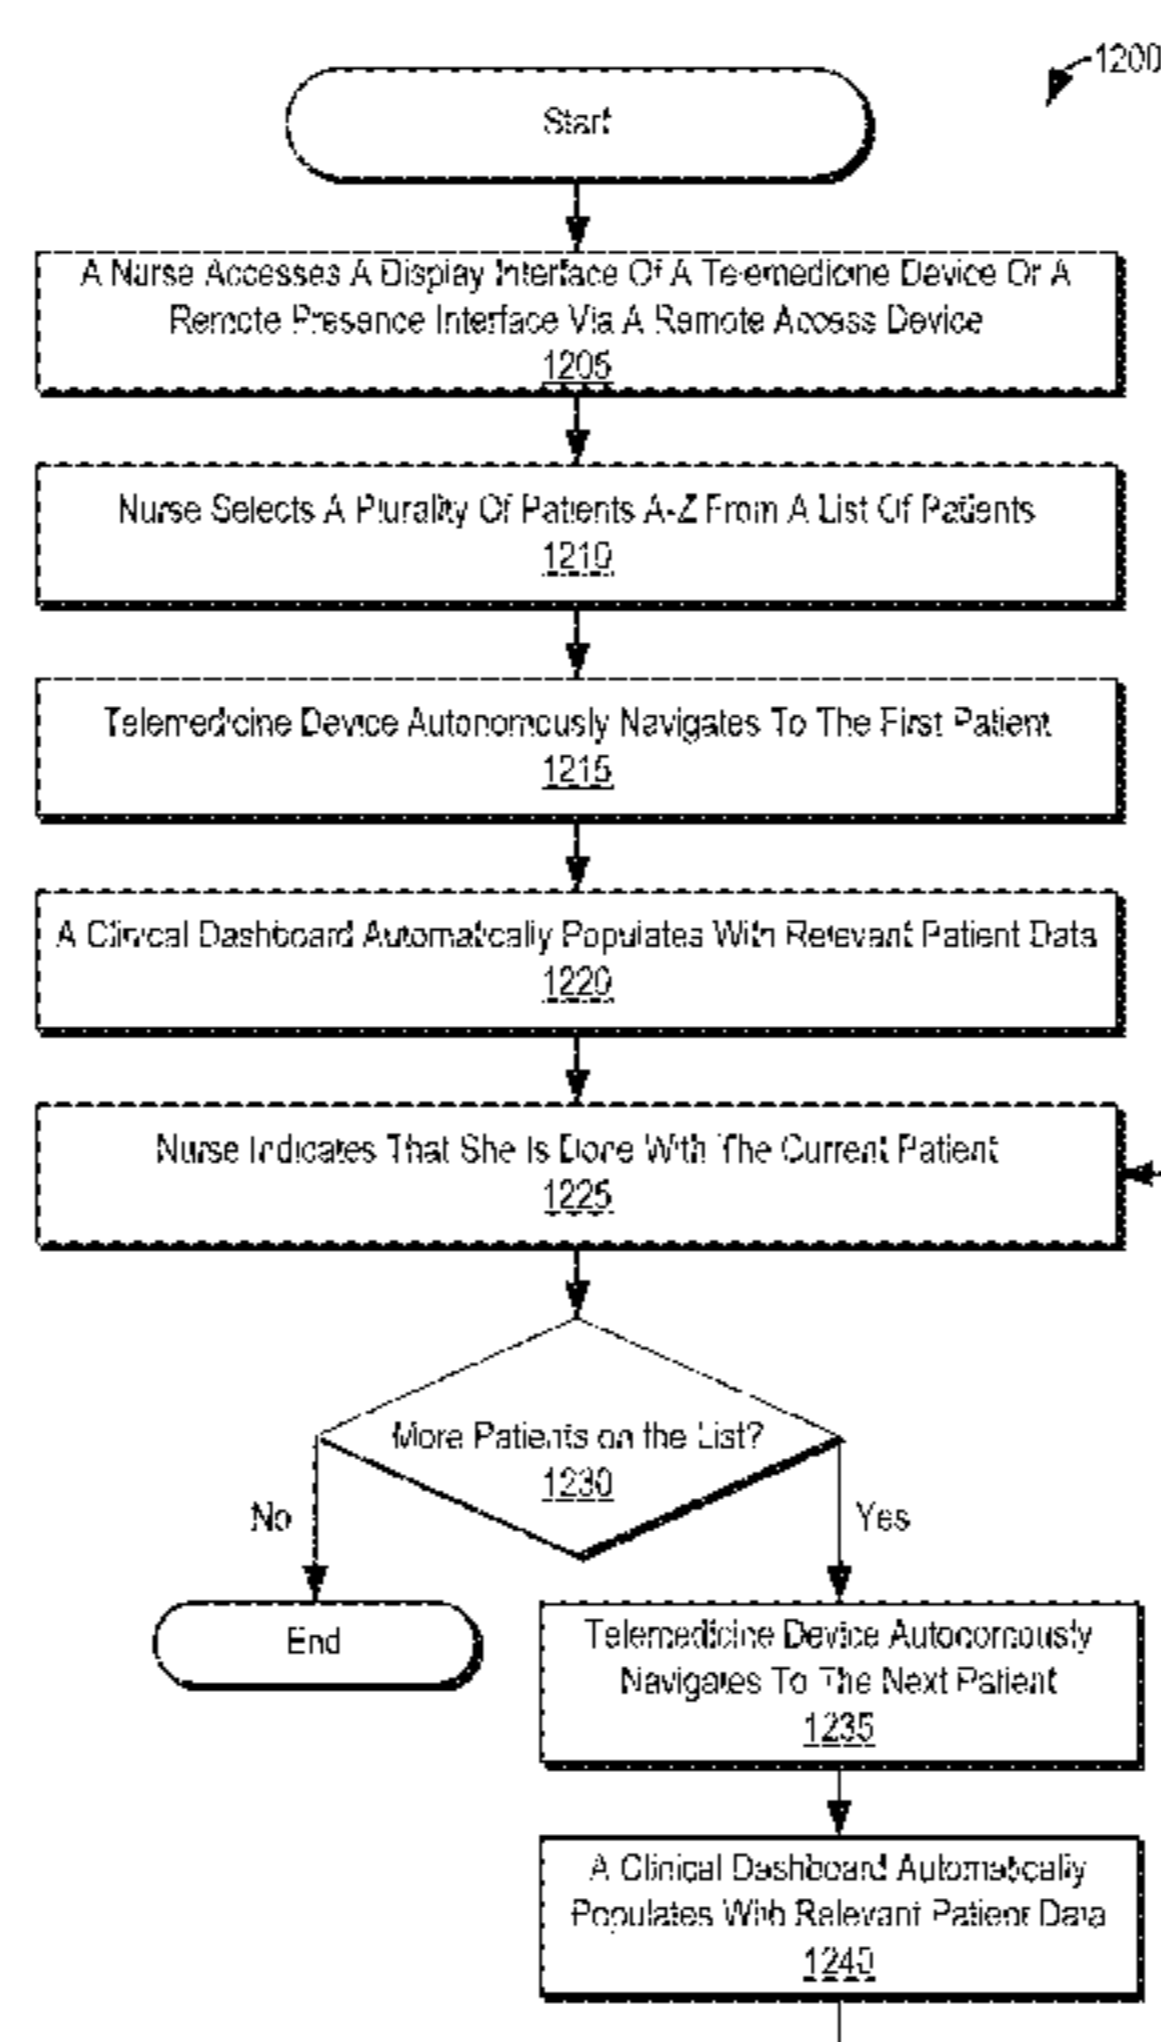 1200
Start
A Nurse Accesses A Display Interface Of A Telemedicine Device Or A
Remote Presence Interface Via A Remote Access Device
1205
Nurse Selects A Plurality Of Patients A-Z From A List Of Patients
1210
Telemedicine Device Autonomously Navigates To The First Patient
1215
A Clinical Dashboard Automatically Populates With Relevant Patient Data
1220
Nurse Indicates That She Is Done With The Current Patient
1225
More Patients on the List?
1230
No
Yes
End
Telemedicine Device Autonomously
Navigates To The Next Patient
1235
A Clinical Dashboard Automatically
Populates With Relevant Patient Data
1240